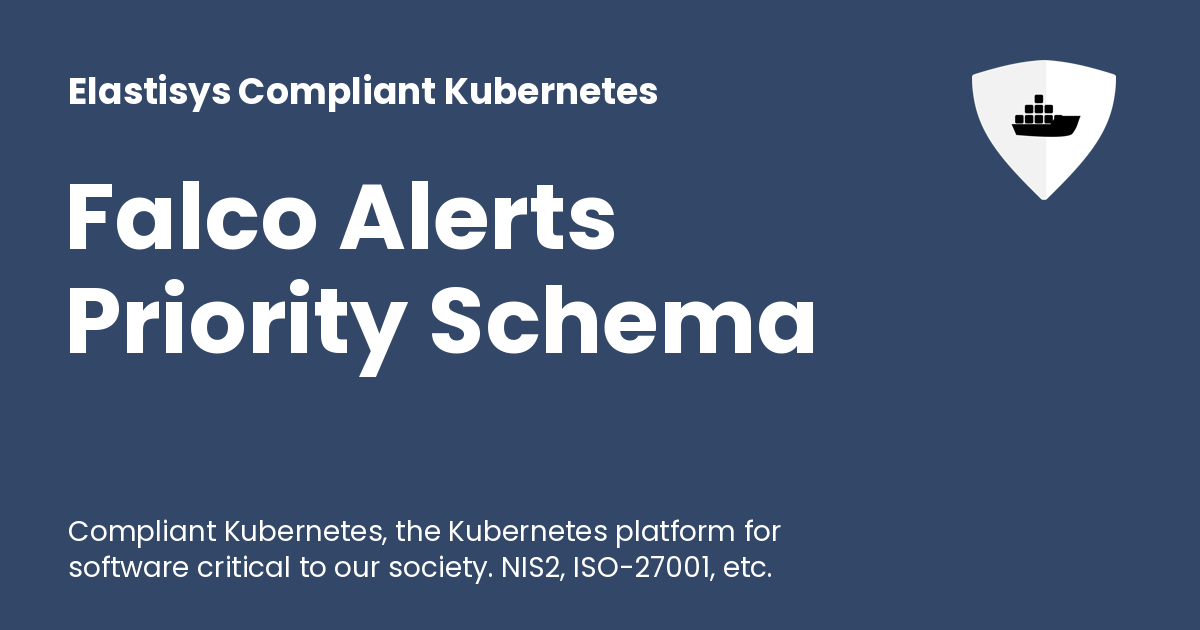 Elastisys Compliant Kubernetes
Falco Alerts
Priority Schema
Compliant Kubernetes, the Kubernetes platform for
software critical to our society. NIS2, ISO-27001, etc.